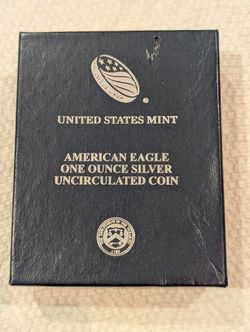 UNITED STATES MINT
AMERICAN EAGLE
ONE OUNCE SILVER
UNCIRCULATED COIN